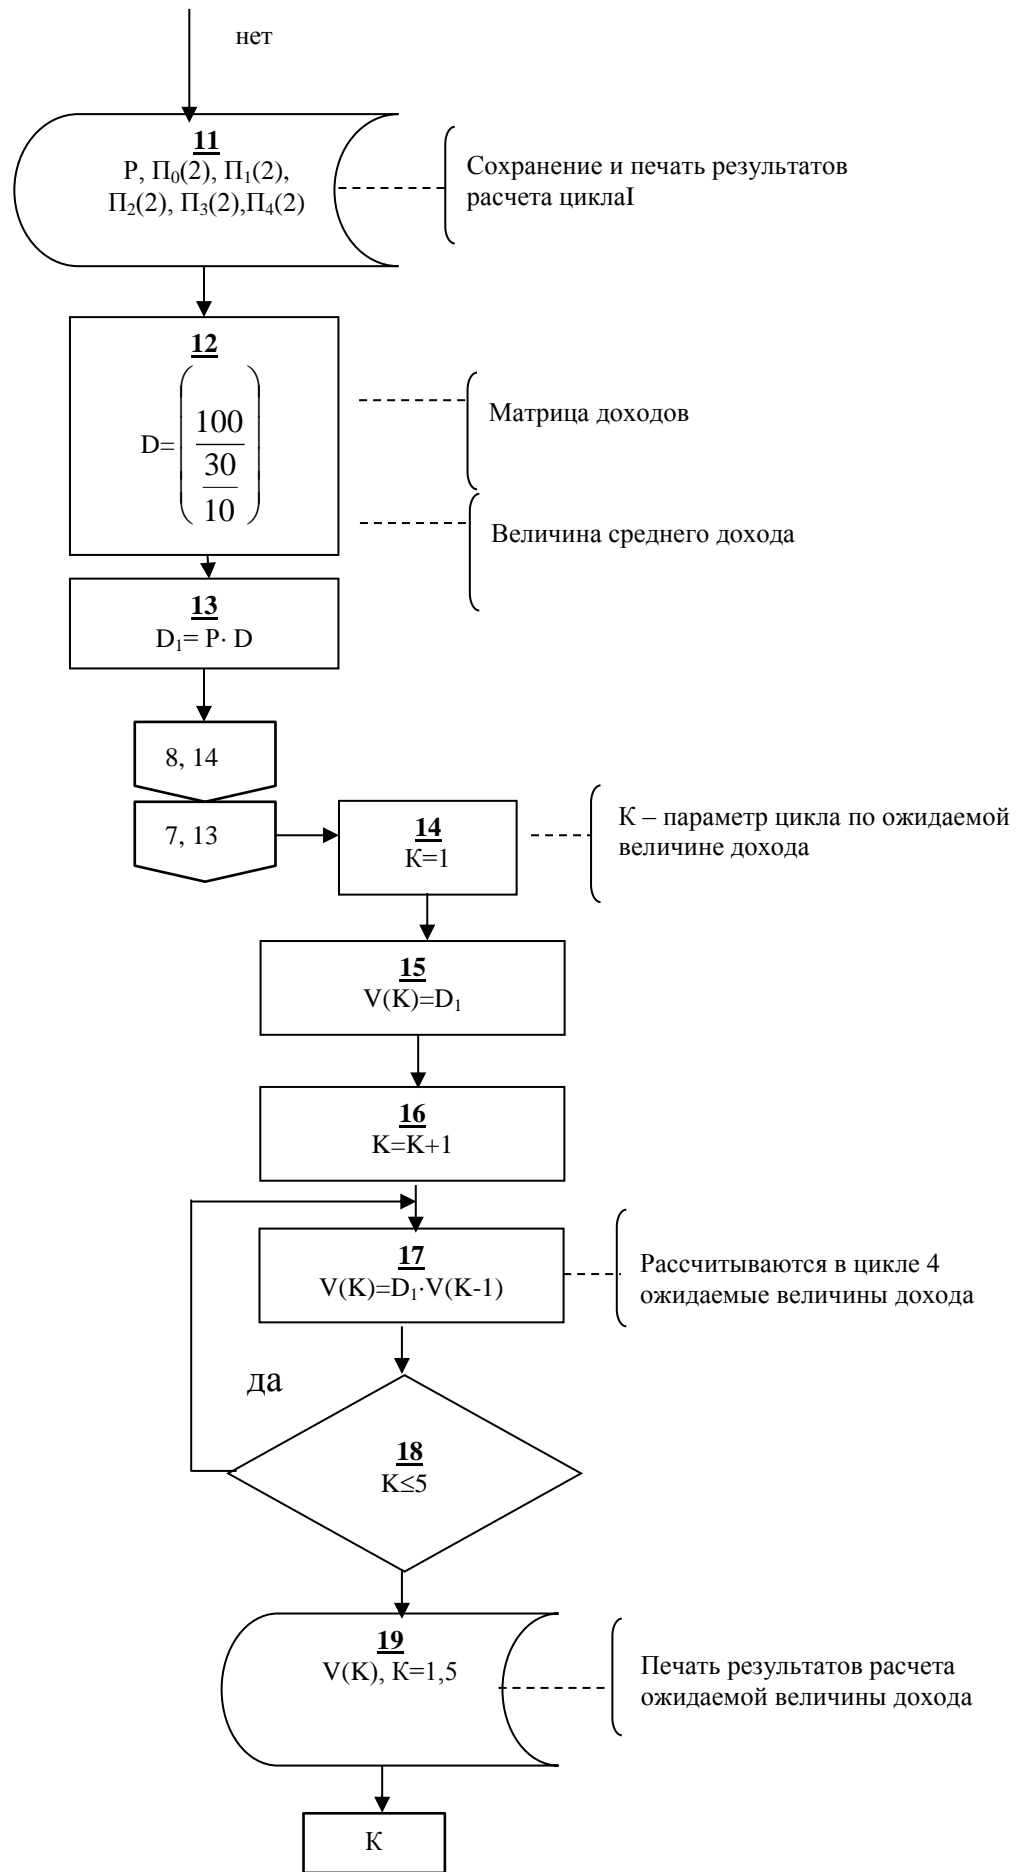 нет
11
P, П₀(2), П₁(2),
П₂(2), П₃(2),П₄(2)
Сохранение и печать результатов
расчета циклаI
12
D=
100
30
10
Матрица доходов
Величина среднего дохода
13
D₁= P· D
8, 14
7, 13
14
K=1
К – параметр цикла по ожидаемой
величине дохода
15
V(K)=D₁
16
K=K+1
17
V(K)=D₁·V(K-1)
Рассчитываются в цикле 4
ожидаемые величины дохода
да
18
K≤5
19
V(K), K=1,5
Печать результатов расчета
ожидаемой величины дохода
К